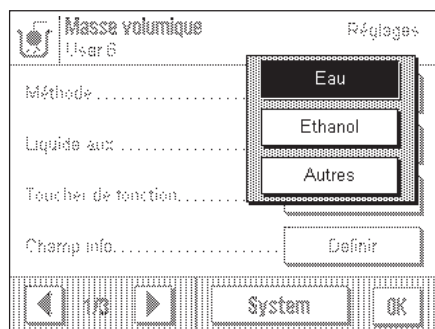 Masse volumique
Réglages
User 6
Eau
Méthode
Ethanol
Liquide aux
Autres
Toucher de fonction
Champ info
Définir
1/3
System
OK